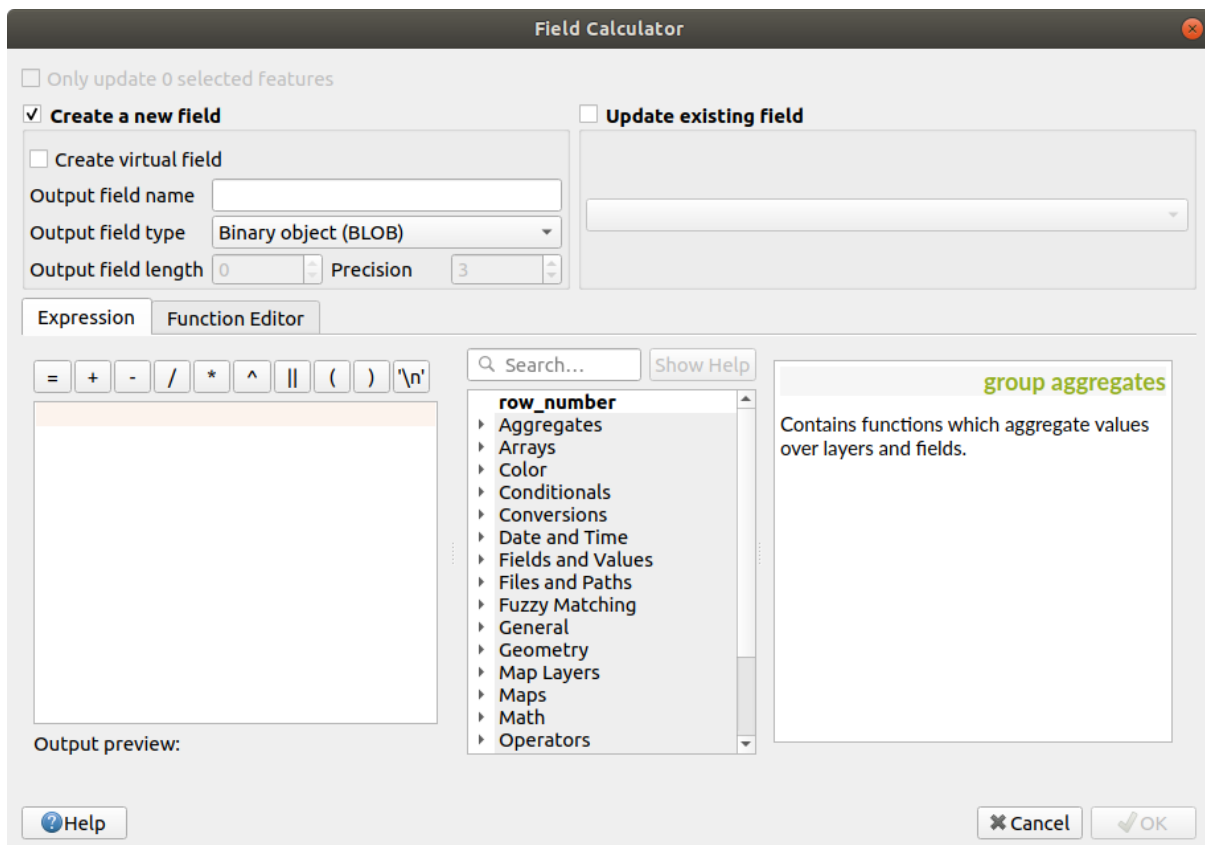 Field Calculator
Only update 0 selected features
Create a new field
Update existing field
Create virtual field
Output field name
Output field type Binary object (BLOB)
Output field length 0 Precision 3
Expression Function Editor
= + - / * ^ || ( ) '\n'
Search... Show Help
row_number
Aggregates
Arrays
Color
Conditionals
Conversions
Date and Time
Fields and Values
Files and Paths
Fuzzy Matching
General
Geometry
Map Layers
Maps
Math
Operators
group aggregates
Contains functions which aggregate values
over layers and fields.
Output preview:
Help Cancel OK